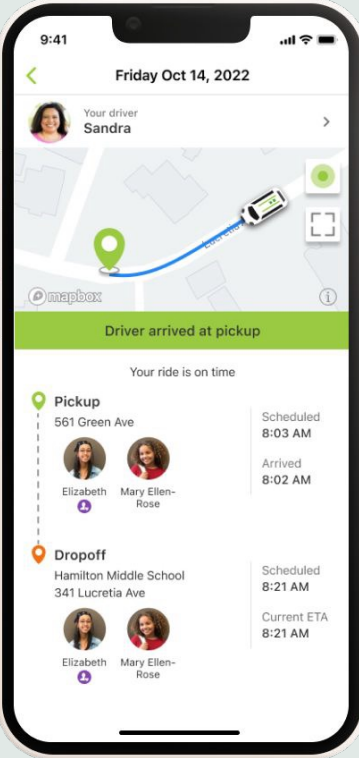 9:41
Friday Oct 14, 2022
Your driver
Sandra
Lucretia
mapbox
Driver arrived at pickup
Your ride is on time
Pickup
561 Green Ave
Elizabeth
Mary Ellen-
Rose
Scheduled
8:03 AM
Arrived
8:02 AM
Dropoff
Hamilton Middle School
341 Lucretia Ave
Elizabeth
Mary Ellen-
Rose
Scheduled
8:21 AM
Current ETA
8:21 AM